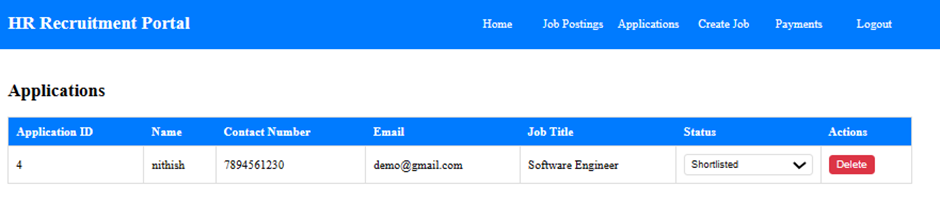 HR Recruitment Portal Home Job Postings Applications Create Job Payments Logout
Applications
Application ID Name Contact Number Email Job Title Status Actions
4 nithish 7894561230 demo@gmail.com Software Engineer Shortlisted Delete